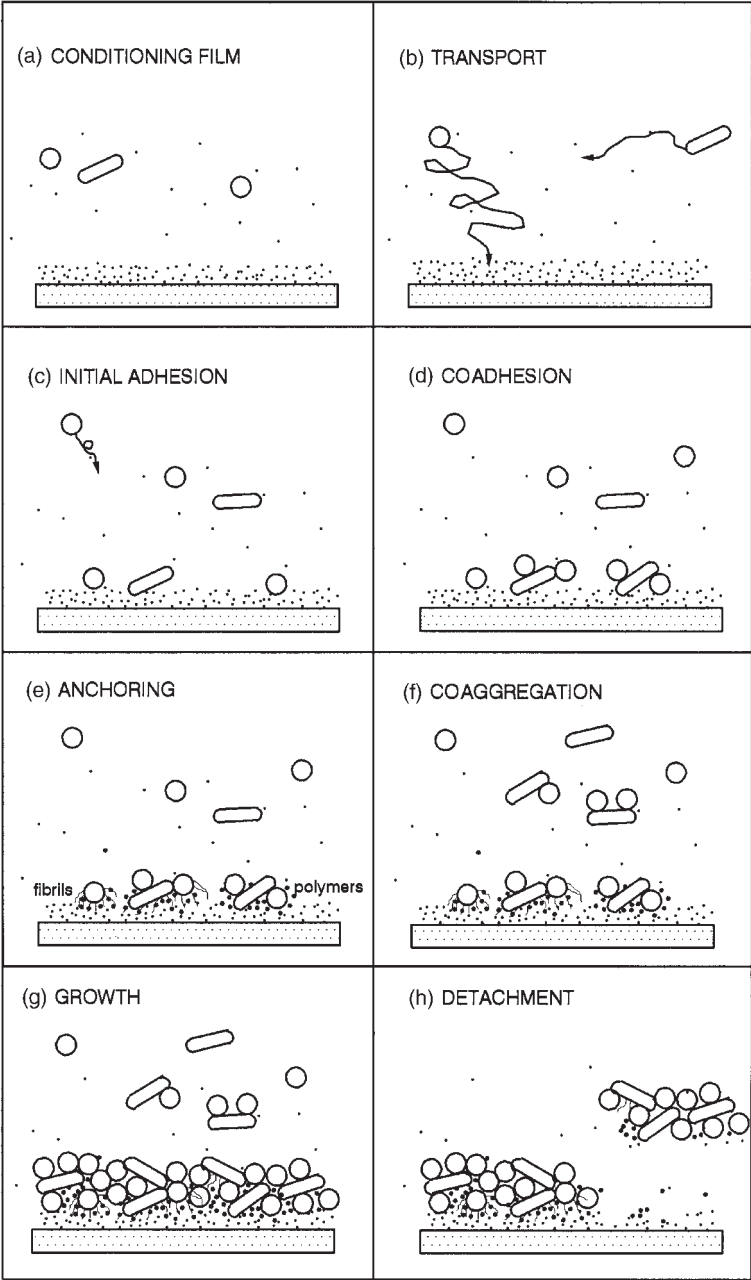 (a) CONDITIONING FILM
(b) TRANSPORT
(c) INITIAL ADHESION
(d) COADHESION
(e) ANCHORING
fibrils
polymers
(f) COAGGREGATION
(g) GROWTH
(h) DETACHMENT